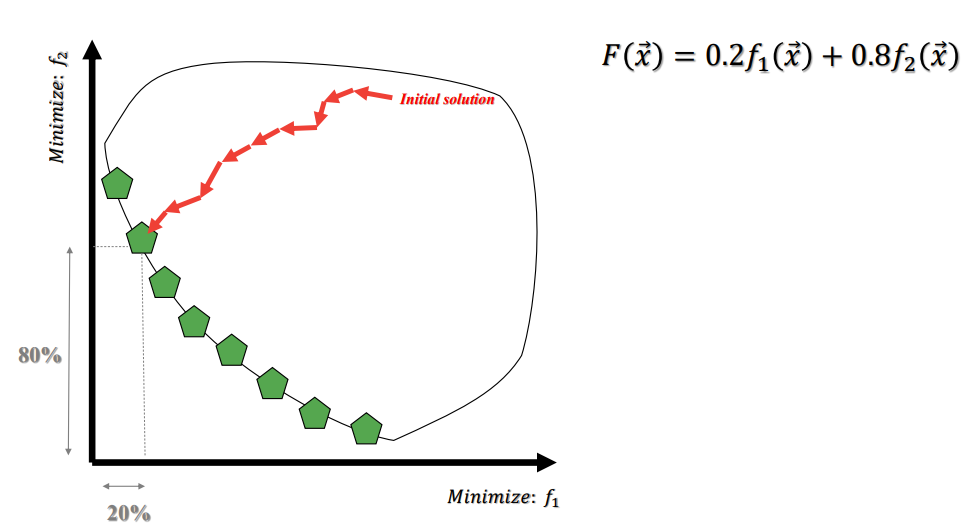 Minimize: f₂
F(x⃗) = 0.2f₁(x⃗) + 0.8f₂(x⃗)
Initial solution
80%
Minimize: f₁
20%